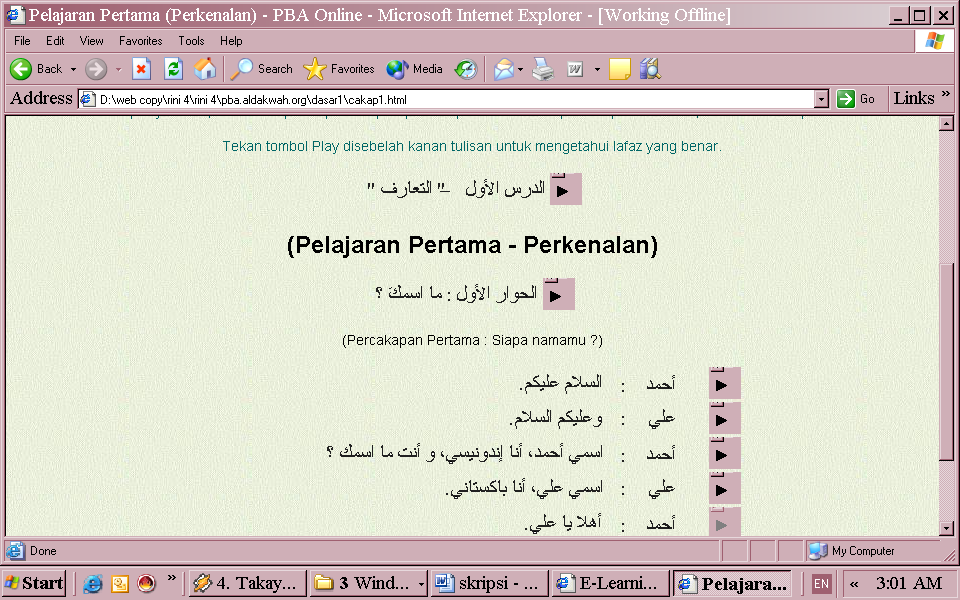 Pelajaran Pertama (Perkenalan) - PBA Online - Microsoft Internet Explorer - [Working Offline]
File Edit View Favorites Tools Help
Back Search Favorites Media
Address D:\web copy\rini 4\rini 4\pba.aldakwah.org\dasar1\cakap1.html Go Links »
Tekan tombol Play disebelah kanan tulisan untuk mengetahui lafaz yang benar.
الدرس الأول – " التعارف "
(Pelajaran Pertama - Perkenalan)
الحوار الأول : ما اسمكَ ؟
(Percakapan Pertama : Siapa namamu ?)
أحمد : السلام عليكم.
علي : وعليكم السلام.
أحمد : اسمي أحمد، أنا إندونيسي، و أنت ما اسمك ؟
علي : اسمي علي، أنا باكستاني.
أحمد : أهلا يا علي.
Done My Computer
Start » 4. Takay... 3 Wind... skripsi - ... E-Learni... Pelajara... EN « 3:01 AM